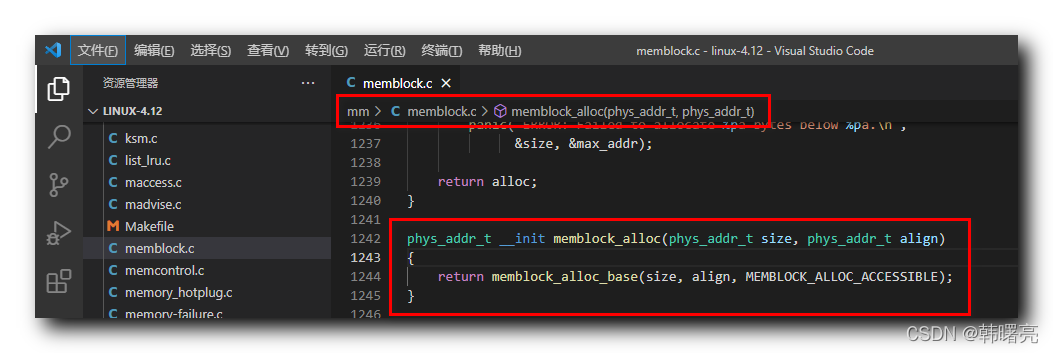 文件(F) 编辑(E) 选择(S) 查看(V) 转到(G) 运行(R) 终端(T) 帮助(H) memblock.c - linux-4.12 - Visual Studio Code
资源管理器 ···
LINUX-4.12
ksm.c
list_lru.c
maccess.c
madvise.c
Makefile
memblock.c
memcontrol.c
memory_hotplug.c
memory-failure.c
memblock.c
mm > memblock.c > memblock_alloc(phys_addr_t, phys_addr_t)
1236 panic("ERROR: Failed to allocate %pa bytes below %pa.\n",
1237 &size, &max_addr);
1238
1239 return alloc;
1240 }
1241
1242 phys_addr_t __init memblock_alloc(phys_addr_t size, phys_addr_t align)
1243 {
1244 return memblock_alloc_base(size, align, MEMBLOCK_ALLOC_ACCESSIBLE);
1245 }
1246
CSDN @韩曙亮